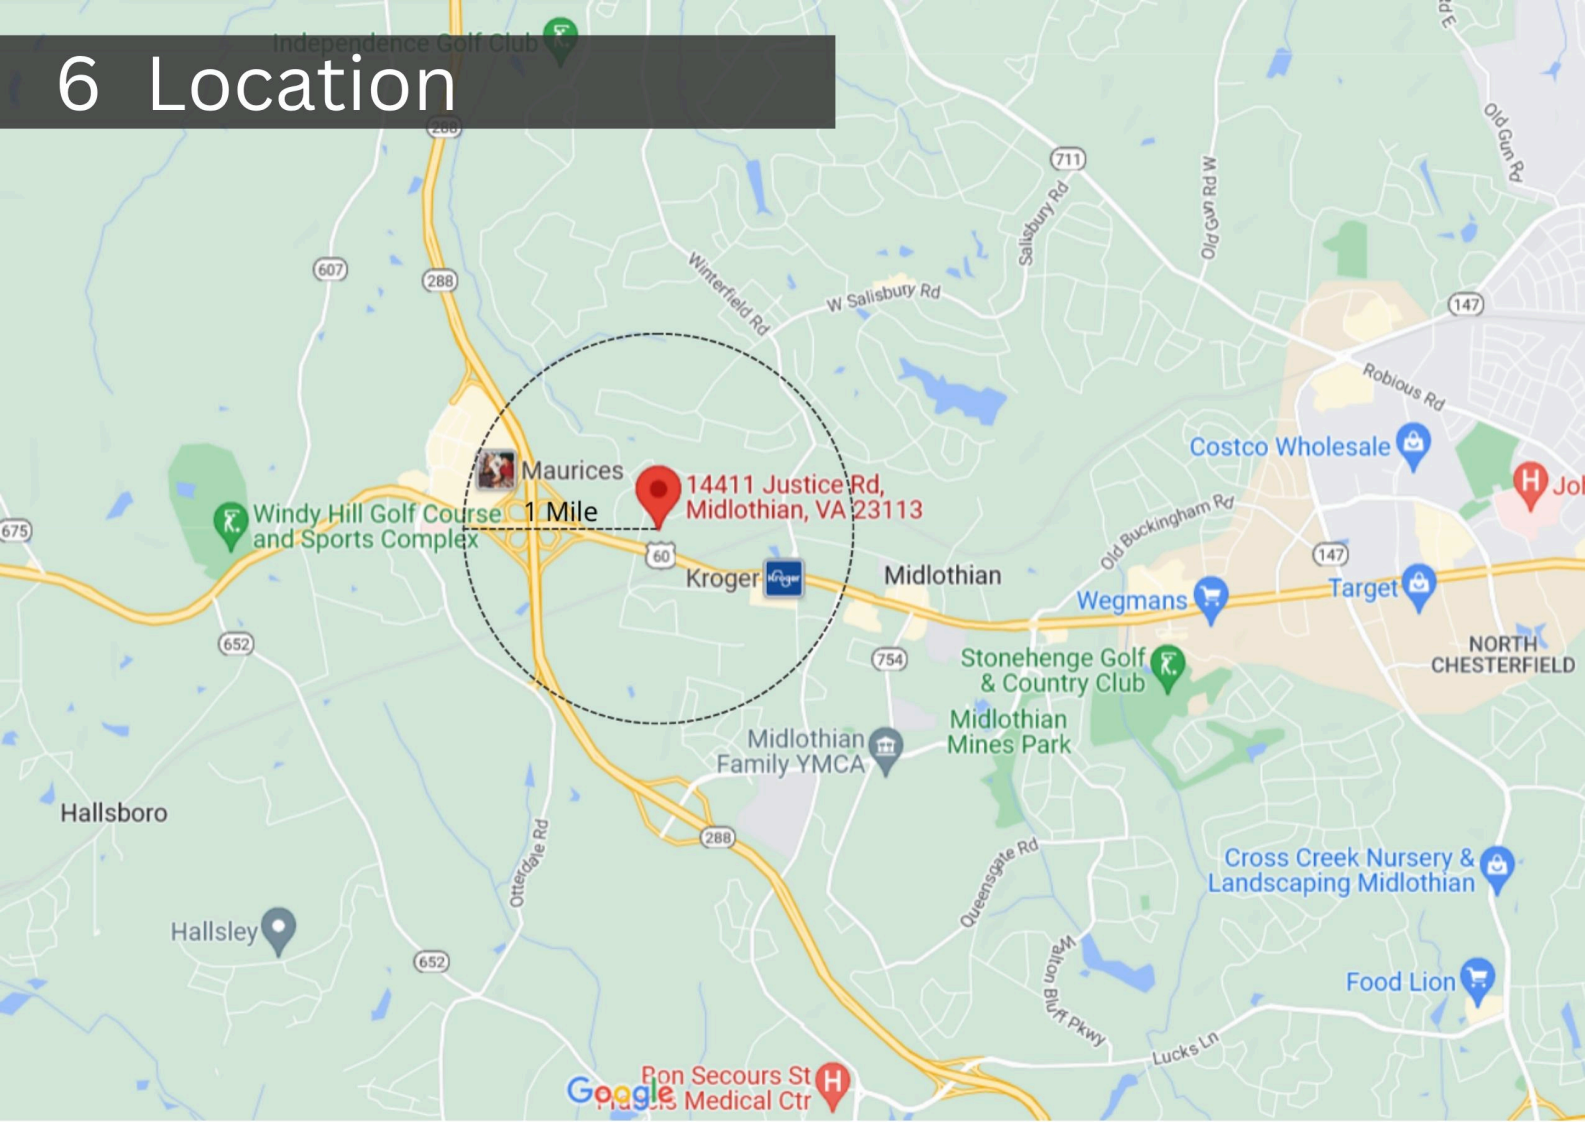 Independence Golf Club
6 Location
288
711
Old Gun Rd
Old Gun Rd W
Salisbury Rd
607
288
Winterfield Rd
W Salisbury Rd
147
Robious Rd
Costco Wholesale
Maurices
14411 Justice Rd,
Midlothian, VA 23113
1 Mile
Windy Hill Golf Course
and Sports Complex
675
Old Buckingham Rd
60
147
Kroger
Kroger
Midlothian
Wegmans
Target
652
754
Stonehenge Golf
& Country Club
NORTH
CHESTERFIELD
Midlothian
Mines Park
Midlothian
Family YMCA
Hallsboro
288
Otterdale Rd
Queensgate Rd
Cross Creek Nursery &
Landscaping Midlothian
Hallsley
652
Walton Bluff Pkwy
Food Lion
Lucks Ln
Bon Secours St
Francis Medical Ctr
Google
H
H